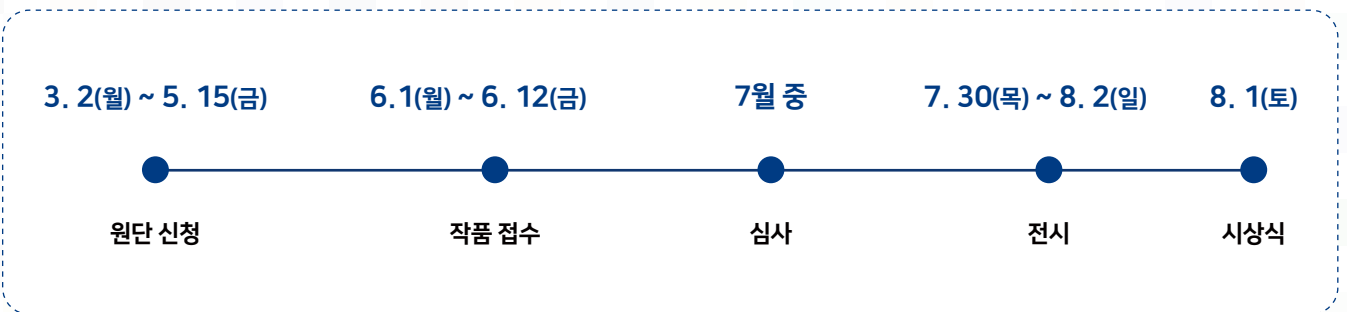 3. 2(월) ~ 5. 15(금) 6.1(월) ~ 6. 12(금) 7월 중 7. 30(목) ~ 8. 2(일) 8. 1(토)
원단 신청 작품 접수 심사 전시 시상식